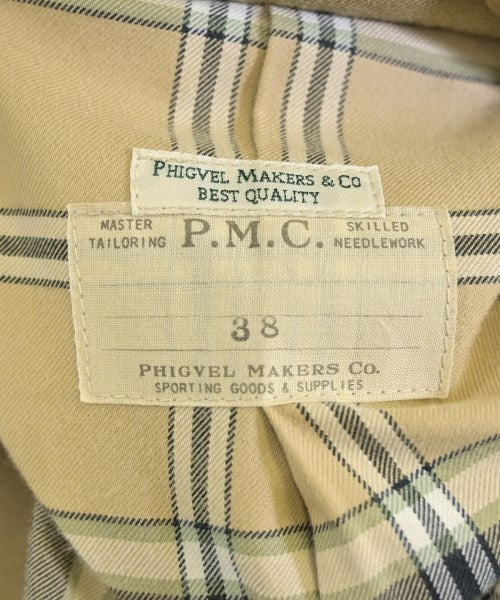 PHIGVEL MAKERS & CO
BEST QUALITY
MASTER TAILORING
P.M.C.
SKILLED NEEDLEWORK
38
PHIGVEL MAKERS CO.
SPORTING GOODS & SUPPLIES